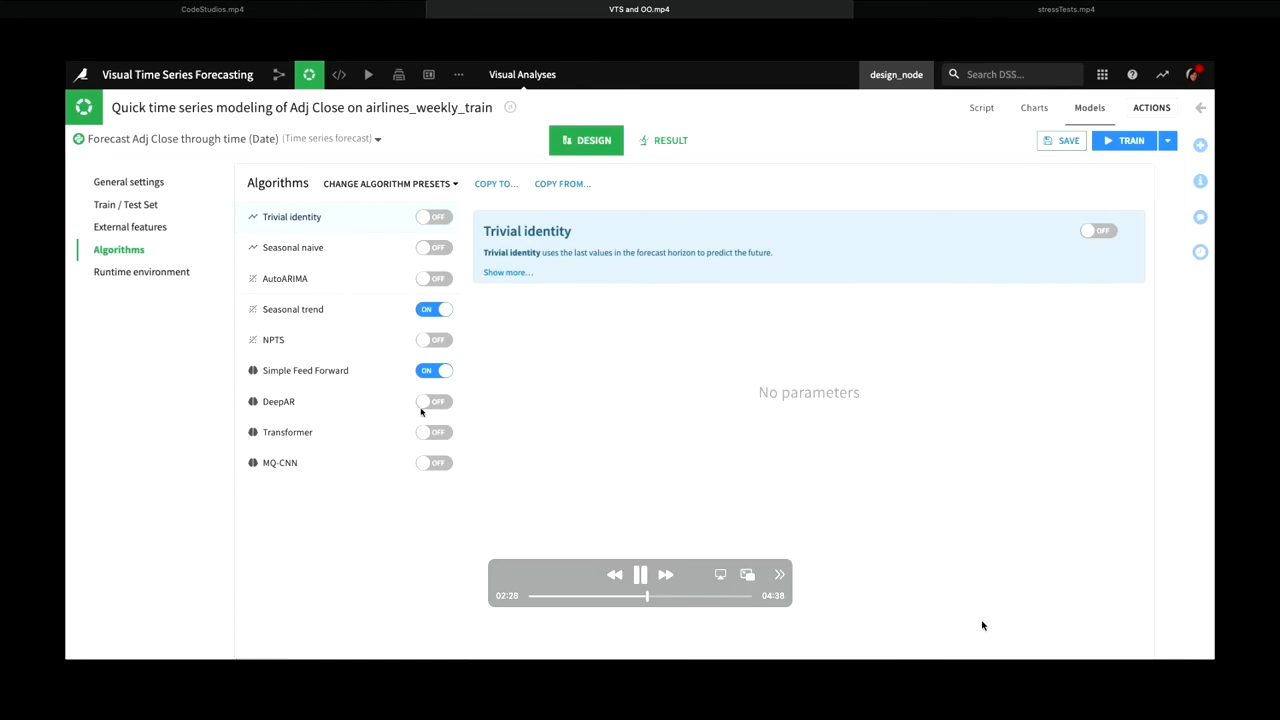 CodeStudios.mp4
VTS and OO.mp4
stressTests.mp4
Visual Time Series Forecasting
Visual Analyses
design_node
Search DSS...
Quick time series modeling of Adj Close on airlines_weekly_train
Script
Charts
Models
ACTIONS
Forecast Adj Close through time (Date) (Time series forecast)
DESIGN
RESULT
SAVE
TRAIN
General settings
Train / Test Set
External features
Algorithms
Runtime environment
Algorithms
CHANGE ALGORITHM PRESETS
COPY TO...
COPY FROM...
Trivial identity OFF
Seasonal naive OFF
AutoARIMA OFF
Seasonal trend ON
NPTS OFF
Simple Feed Forward ON
DeepAR OFF
Transformer OFF
MQ-CNN OFF
Trivial identity OFF
Trivial identity uses the last values in the forecast horizon to predict the future.
Show more...
No parameters
02:28
04:38